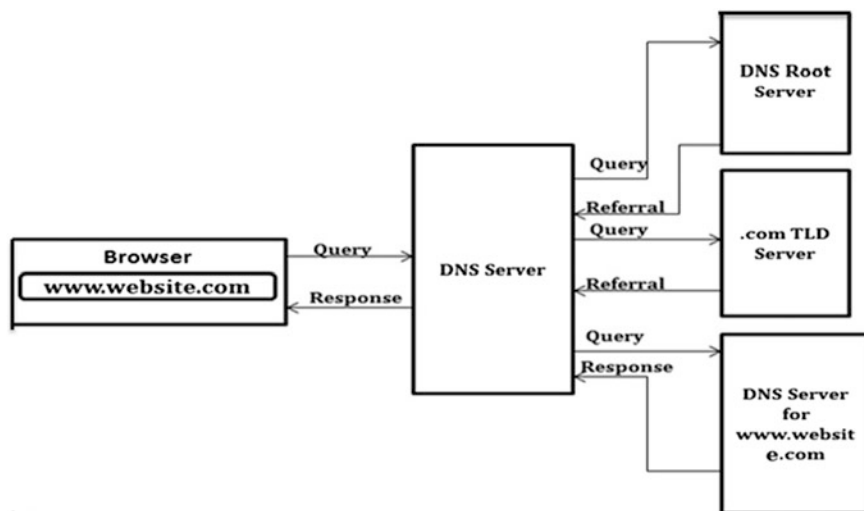 Browser
www.website.com
Query
Response
DNS Server
Query
Referral
Query
Referral
Query
Response
DNS Root
Server
.com TLD
Server
DNS Server
for
www.websit
e.com